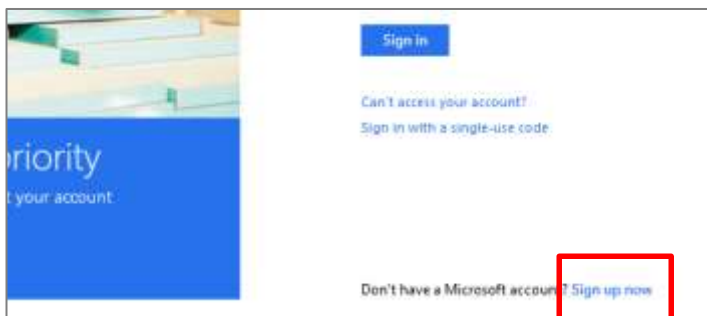 Sign in
Can't access your account?
Sign in with a single-use code
riority
t your account
Don't have a Microsoft account? Sign up now